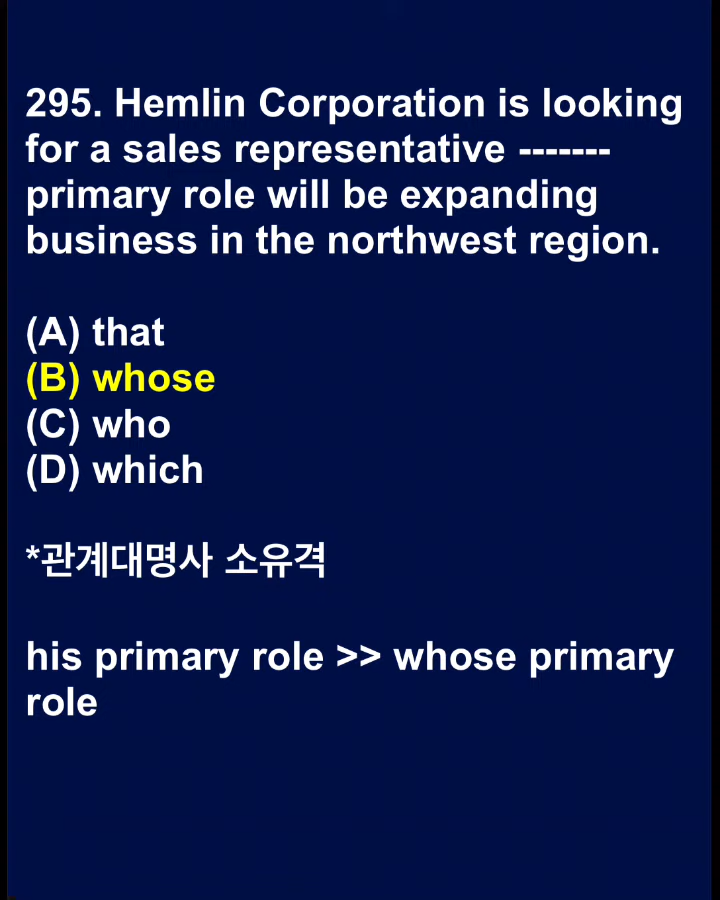 295. Hemlin Corporation is looking
for a sales representative -------
primary role will be expanding
business in the northwest region.
(A) that
(B) whose
(C) who
(D) which
*관계대명사 소유격
his primary role >> whose primary
role